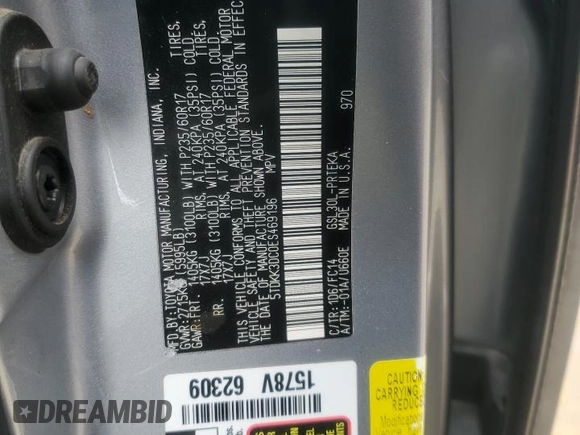 MFD.BY:TOYOTA MOTOR MANUFACTURING, INDIANA, INC.
GVWR:2715KG(5995LB)
GAWR:FRT. 1405KG (3100LB) WITH P235/60R17 TIRES,
17X7J RIMS, AT 240KPA (35PSI) COLD
RR. 1405KG (3100LB) WITH P235/60R17 TIRES,
17X7J RIMS, AT 240KPA (35PSI) COLD
THIS VEHICLE CONFORMS TO ALL APPLICABLE FEDERAL MOTOR
VEHICLE SAFETY AND THEFT PREVENTION STANDARDS IN EFFECT
ON THE DATE OF MANUFACTURE SHOWN ABOVE.
5TDKK3DC0ES469196 MPV
970
C/TR:1D6/FC14 GSL30L-PRTEKA
A/TM:-01A/U660E MADE IN U.S.A.
1578V 62309
CARRYING
REDUCE
Modification
DREAMBID